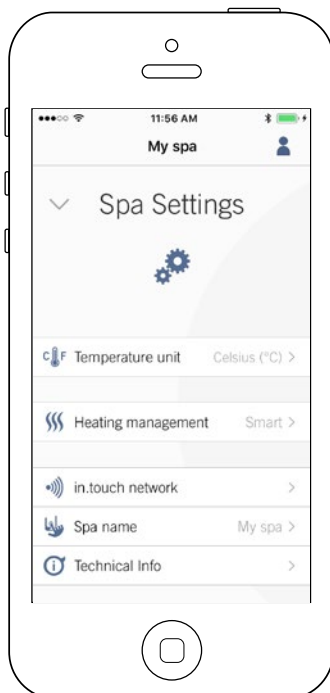 11:56 AM
My spa
Spa Settings
C F Temperature unit Celsius (°C) >
Heating management Smart >
in.touch network >
Spa name My spa >
Technical Info >